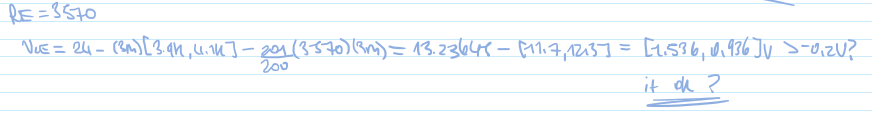 RE = 3570
VCE = 24 - (3m)[3.9K, 4.1K] - 201/200 (3570)(3m) = 13.23645 - [11.7, 12.3] = [1.536, 0.936]V > -0.2V?
it ok ?